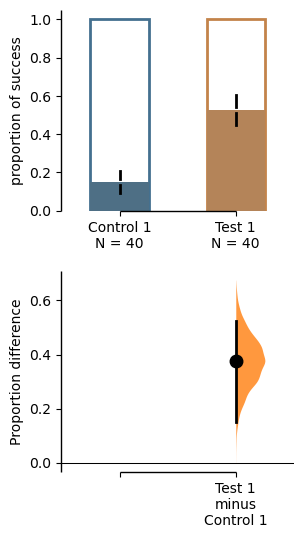 proportion of success
1.0
0.8
0.6
0.4
0.2
0.0
Control 1
N = 40
Test 1
N = 40
Proportion difference
0.6
0.4
0.2
0.0
Test 1
minus
Control 1